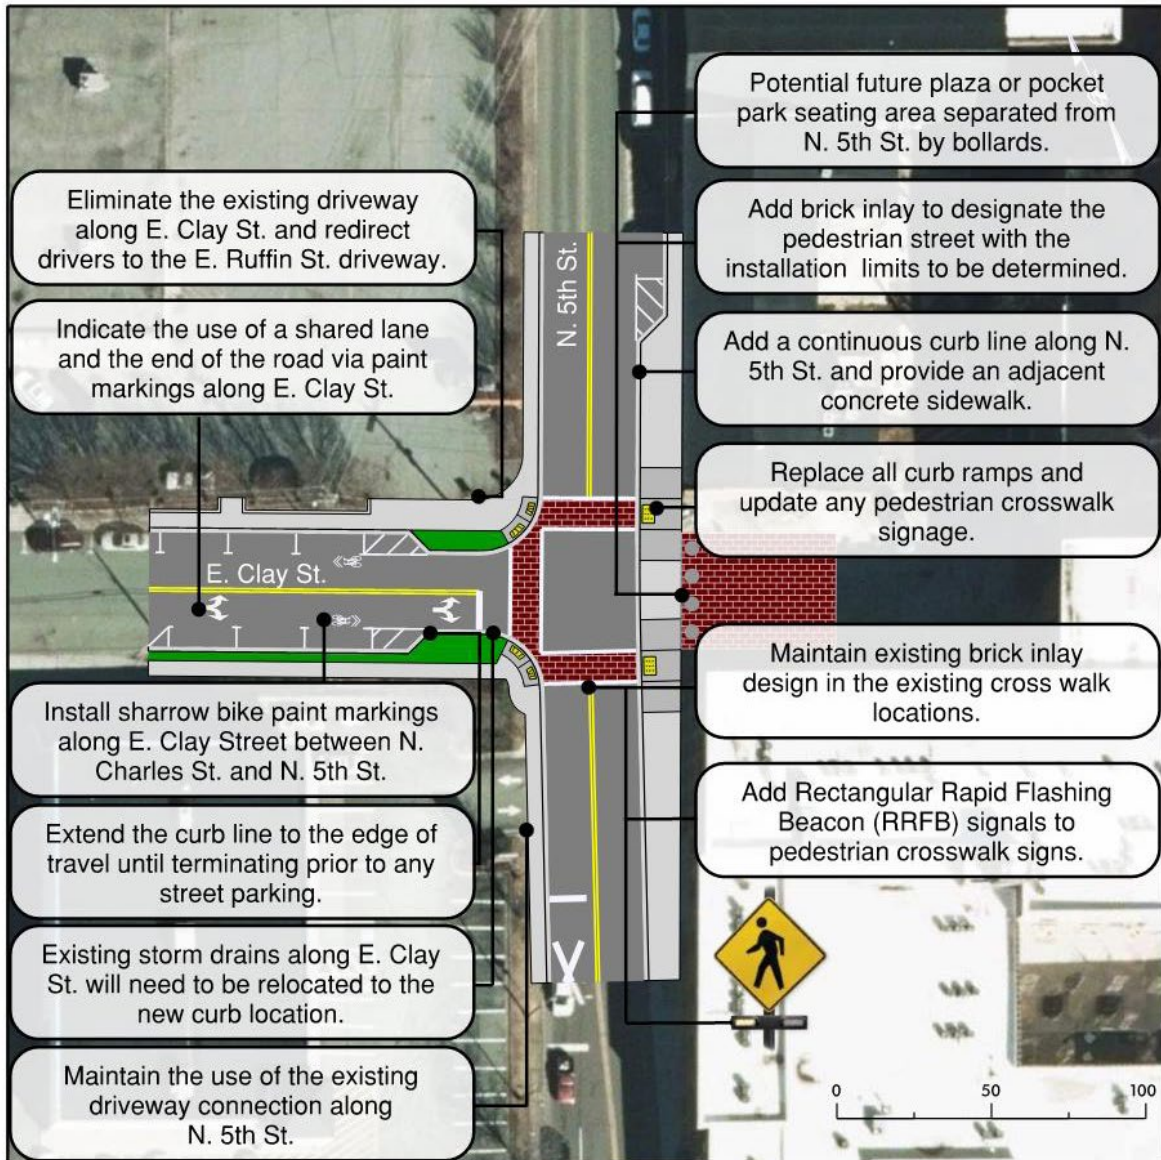 Potential future plaza or pocket
park seating area separated from
N. 5th St. by bollards.
Eliminate the existing driveway
along E. Clay St. and redirect
drivers to the E. Ruffin St. driveway.
Add brick inlay to designate the
pedestrian street with the
installation limits to be determined.
N. 5th St.
Indicate the use of a shared lane
and the end of the road via paint
markings along E. Clay St.
Add a continuous curb line along N.
5th St. and provide an adjacent
concrete sidewalk.
Replace all curb ramps and
update any pedestrian crosswalk
signage.
E. Clay St.
Maintain existing brick inlay
design in the existing cross walk
locations.
Install sharrow bike paint markings
along E. Clay Street between N.
Charles St. and N. 5th St.
Add Rectangular Rapid Flashing
Beacon (RRFB) signals to
pedestrian crosswalk signs.
Extend the curb line to the edge of
travel until terminating prior to any
street parking.
Existing storm drains along E. Clay
St. will need to be relocated to the
new curb location.
Maintain the use of the existing
driveway connection along
N. 5th St.
0 50 100